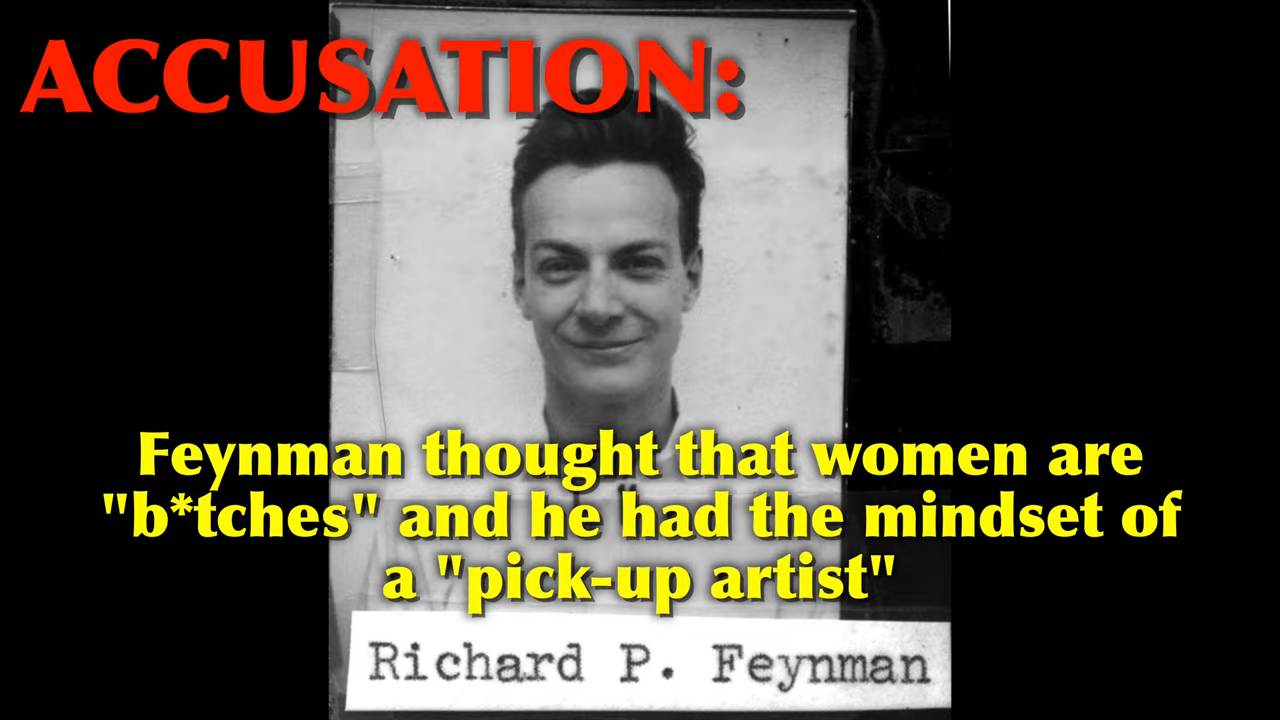 ACCUSATION:
Feynman thought that women are
"b*tches" and he had the mindset of
a "pick-up artist"
Richard P. Feynman